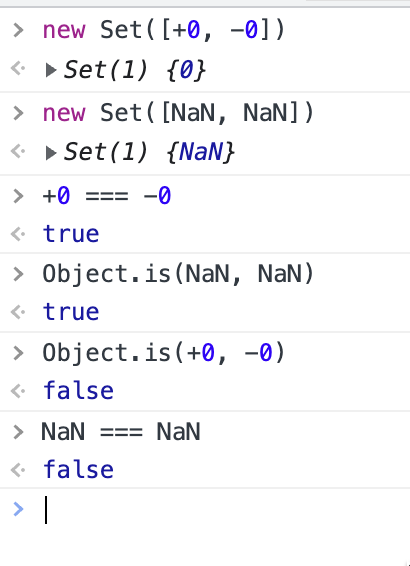 > new Set([+0, -0])
<· ▶Set(1) {0}
> new Set([NaN, NaN])
<· ▶Set(1) {NaN}
> +0 === -0
<· true
> Object.is(NaN, NaN)
<· true
> Object.is(+0, -0)
<· false
> NaN === NaN
<· false
>